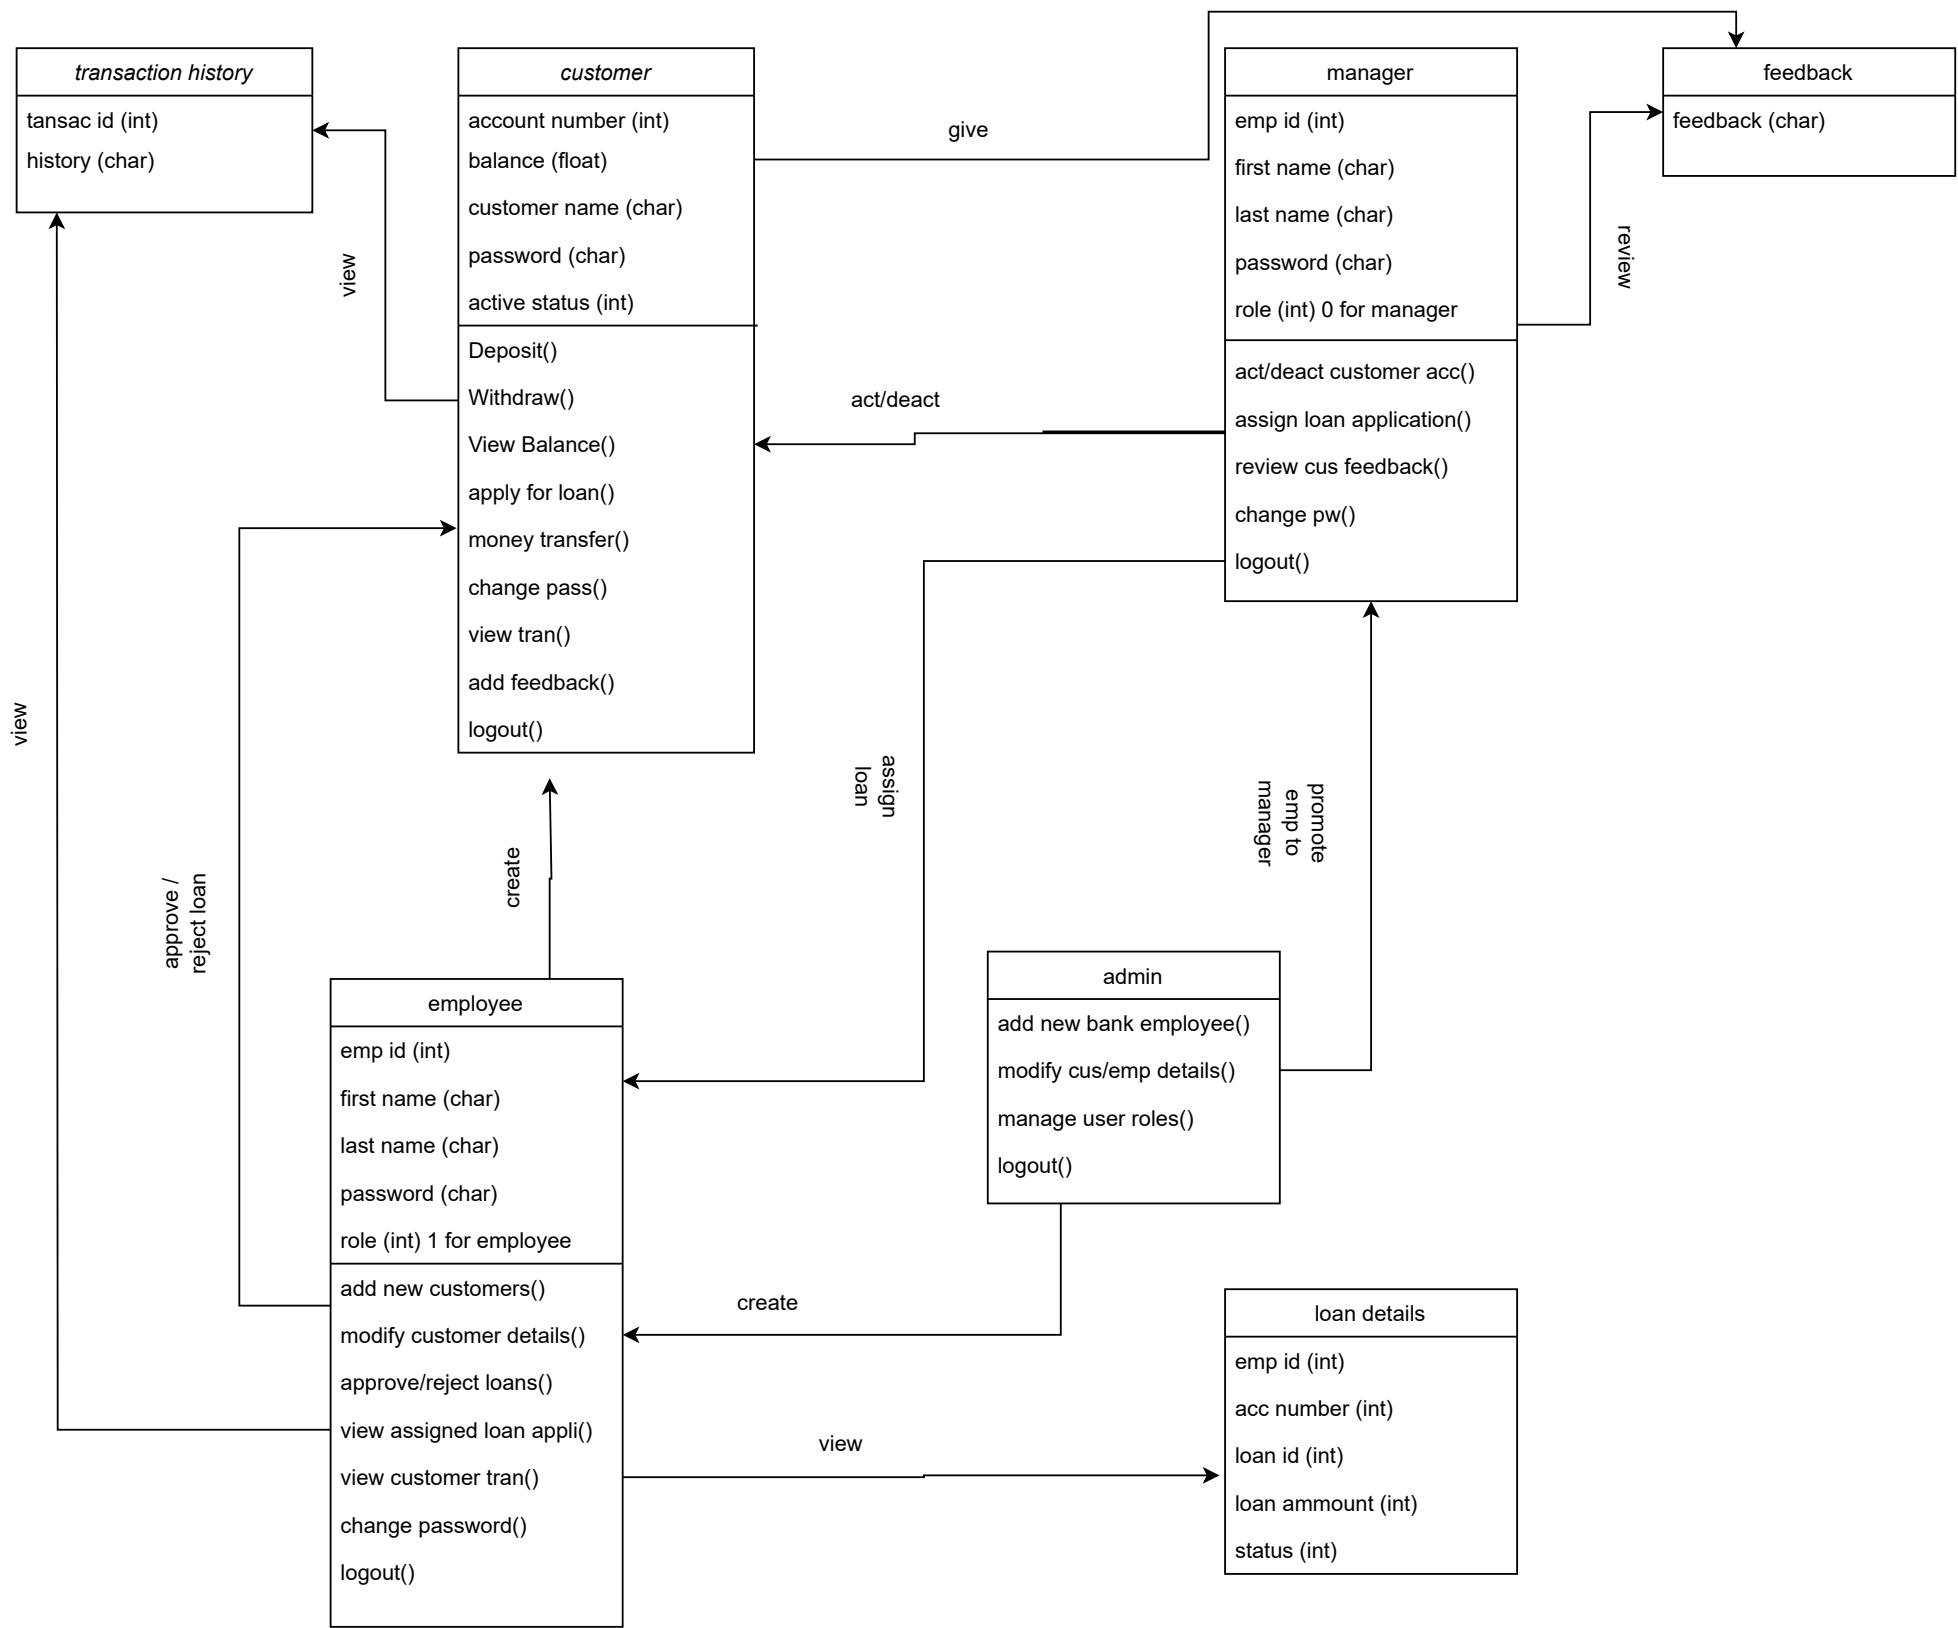 transaction history
tansac id (int)
history (char)
customer
account number (int)
balance (float)
customer name (char)
password (char)
active status (int)
Deposit()
Withdraw()
View Balance()
apply for loan()
money transfer()
change pass()
view tran()
add feedback()
logout()
manager
emp id (int)
first name (char)
last name (char)
password (char)
role (int) 0 for manager
act/deact customer acc()
assign loan application()
review cus feedback()
change pw()
logout()
feedback
feedback (char)
give
review
view
act/deact
view
assign
loan
promote
emp to
manager
create
approve /
reject loan
employee
emp id (int)
first name (char)
last name (char)
password (char)
role (int) 1 for employee
add new customers()
modify customer details()
approve/reject loans()
view assigned loan appli()
view customer tran()
change password()
logout()
admin
add new bank employee()
modify cus/emp details()
manage user roles()
logout()
create
view
loan details
emp id (int)
acc number (int)
loan id (int)
loan ammount (int)
status (int)